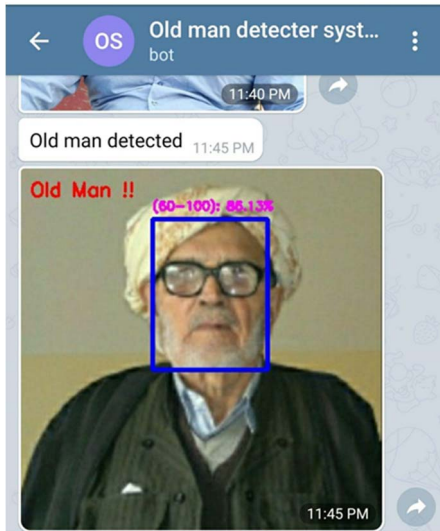 OS
Old man detecter syst...
bot
11:40 PM
Old man detected
11:45 PM
Old Man !!
(60-100): 85.13%
11:45 PM